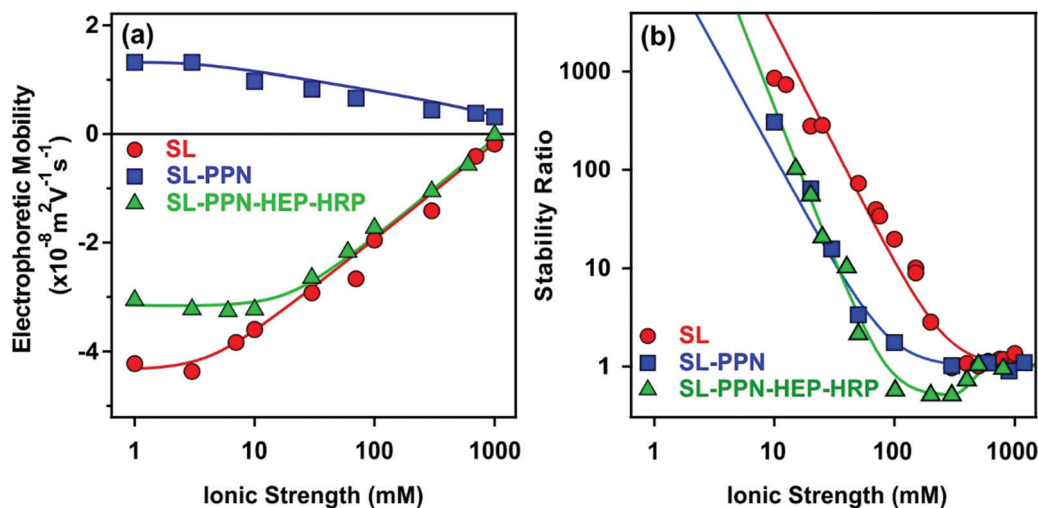 (a)
2
0
-2
-4
Electrophoretic Mobility
(x10⁻⁸m²V⁻¹s⁻¹)
SL
SL-PPN
SL-PPN-HEP-HRP
1
10
100
1000
Ionic Strength (mM)
(b)
1000
100
10
1
Stability Ratio
SL
SL-PPN
SL-PPN-HEP-HRP
1
10
100
1000
Ionic Strength (mM)